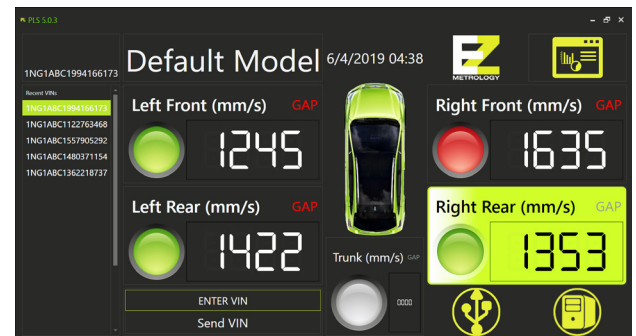 PLS 5.0.3
1NG1ABC1994166173
Default Model
6/4/2019 04:38
EZ
METROLOGY
Recent VINs
1NG1ABC1994166173
1NG1ABC1122763468
1NG1ABC1557905292
1NG1ABC1480371154
1NG1ABC1362218737
Left Front (mm/s) GAP
1245
Right Front (mm/s) GAP
1635
Left Rear (mm/s) GAP
1422
Right Rear (mm/s) GAP
1353
Trunk (mm/s) GAP
0000
ENTER VIN
Send VIN